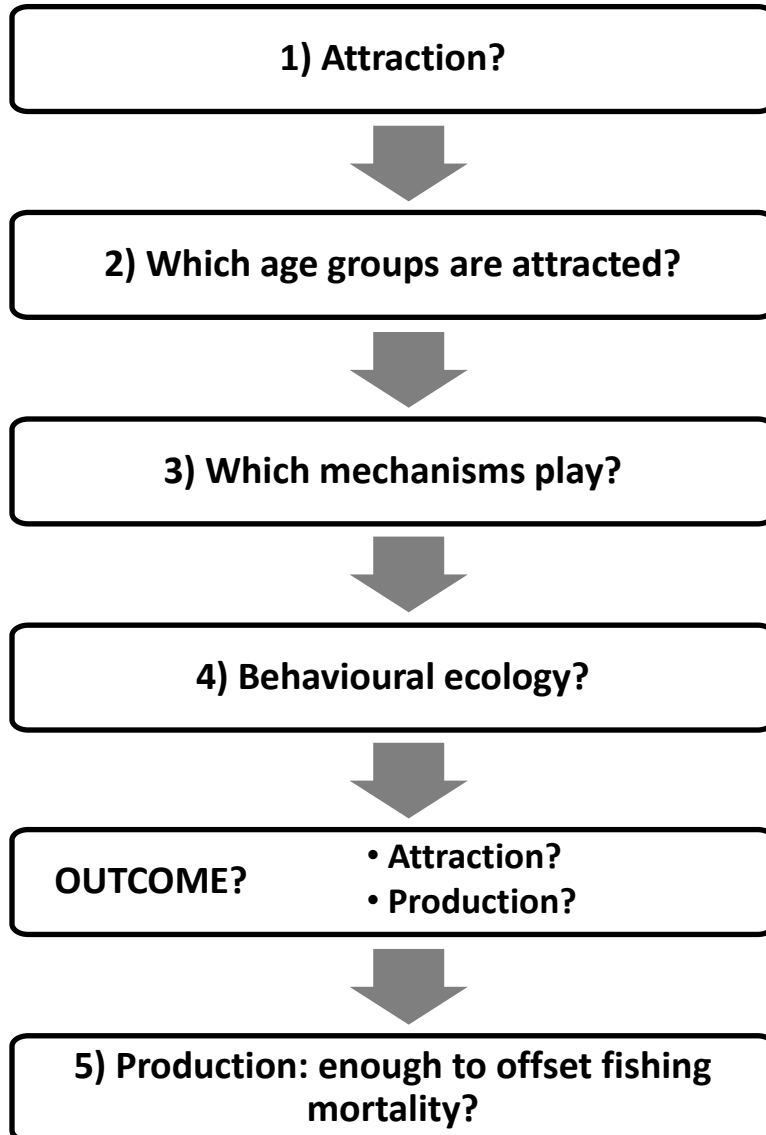 1) Attraction?
2) Which age groups are attracted?
3) Which mechanisms play?
4) Behavioural ecology?
OUTCOME?
• Attraction?
• Production?
5) Production: enough to offset fishing
mortality?